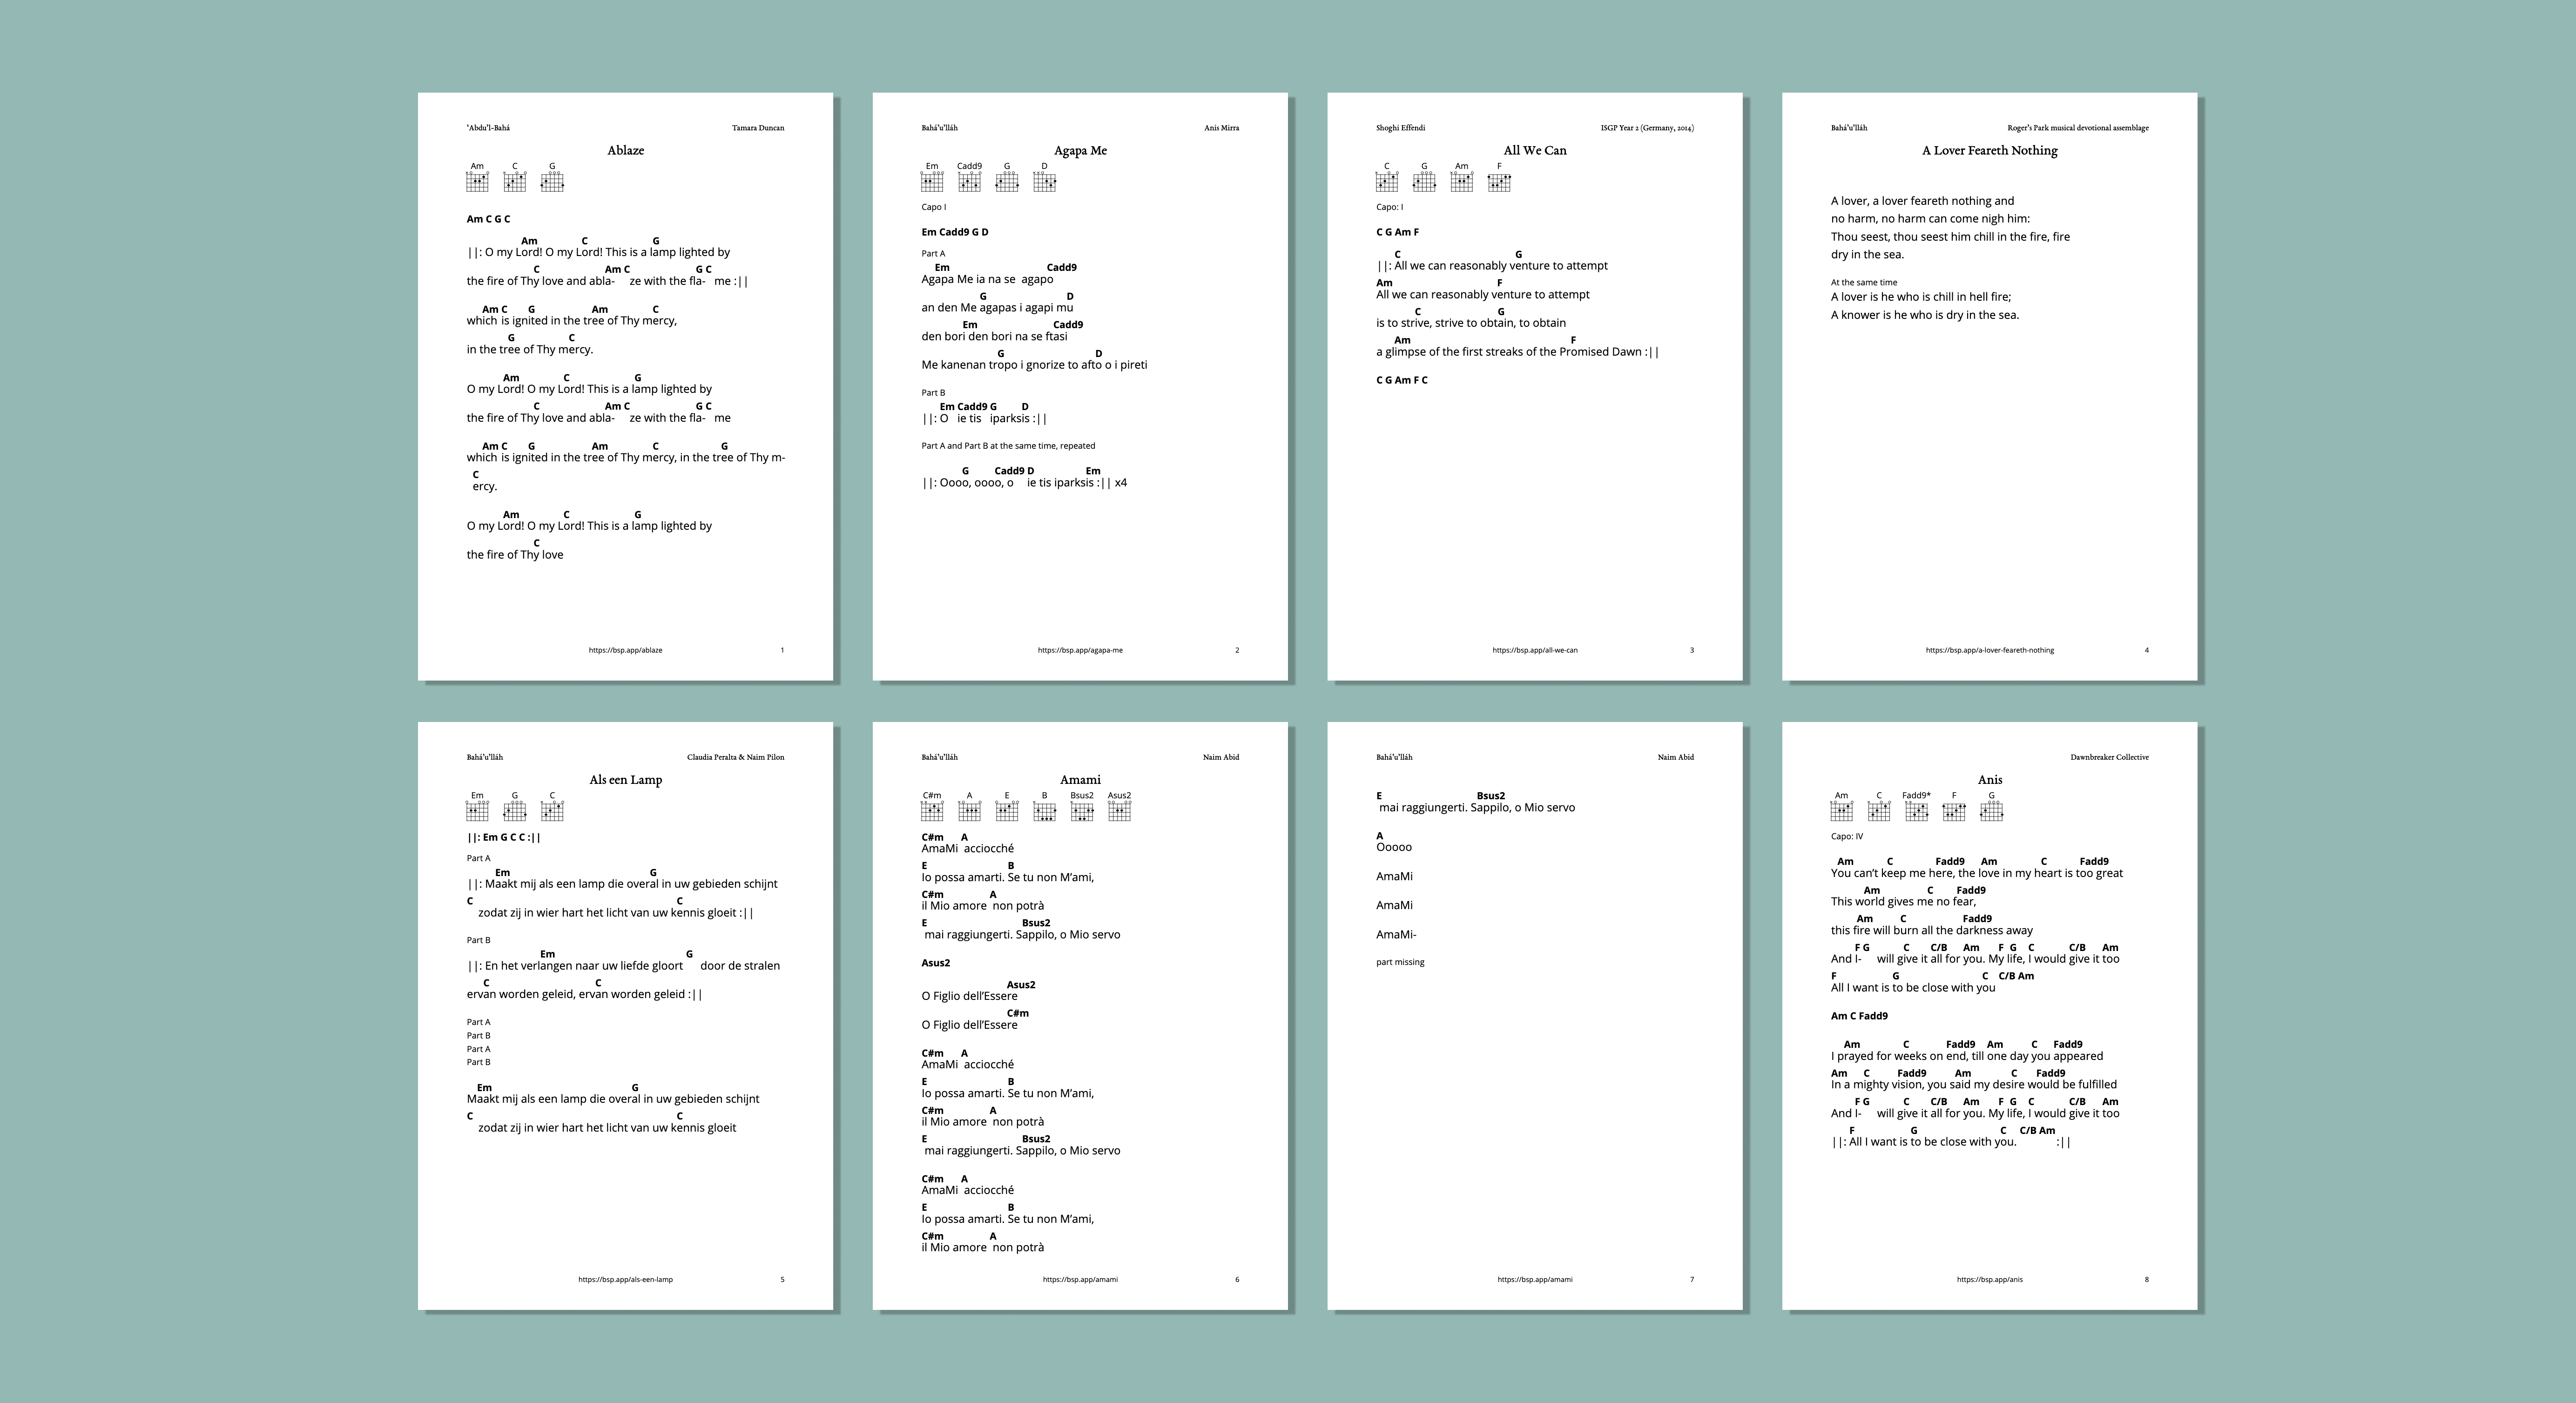 'Abdu'l-Bahá Tamara Duncan
Ablaze
Am C G
Am C G C
Am C G
||: O my Lord! O my Lord! This is a lamp lighted by
C Am C G C
the fire of Thy love and abla- ze with the fla- me :||
Am C G Am C
which is ignited in the tree of Thy mercy,
G C
in the tree of Thy mercy.
Am C G
O my Lord! O my Lord! This is a lamp lighted by
C Am C G C
the fire of Thy love and abla- ze with the fla- me
Am C G Am C G
which is ignited in the tree of Thy mercy, in the tree of Thy m-
C
ercy.
Am C G
O my Lord! O my Lord! This is a lamp lighted by
C
the fire of Thy love
https://bsp.app/ablaze 1
Bahá'u'lláh Anis Mirra
Agapa Me
Em Cadd9 G D
Capo I
Em Cadd9 G D
Part A
Em Cadd9
Agapa Me ia na se agapo
G D
an den Me agapas i agapi mu
Em Cadd9
den bori den bori na se ftasi
G D
Me kanenan tropo i gnorize to afto o i pireti
Part B
Em Cadd9 G D
||: O ie tis iparksis :||
Part A and Part B at the same time, repeated
G Cadd9 D Em
||: Oooo, oooo, o ie tis iparksis :|| x4
https://bsp.app/agapa-me 2
Shoghi Effendi ISGP Year 2 (Germany, 2014)
All We Can
C G Am F
Capo: I
C G Am F
C G
||: All we can reasonably venture to attempt
Am F
All we can reasonably venture to attempt
C G
is to strive, strive to obtain, to obtain
Am F
a glimpse of the first streaks of the Promised Dawn :||
C G Am F C
https://bsp.app/all-we-can 3
Bahá'u'lláh Roger's Park musical devotional assemblage
A Lover Feareth Nothing
A lover, a lover feareth nothing and
no harm, no harm can come nigh him:
Thou seest, thou seest him chill in the fire, fire
dry in the sea.
At the same time
A lover is he who is chill in hell fire;
A knower is he who is dry in the sea.
https://bsp.app/a-lover-feareth-nothing 4
Bahá'u'lláh Claudia Peralta & Naim Pilon
Als een Lamp
Em G C
||: Em G C C :||
Part A
Em G
||: Maakt mij als een lamp die overal in uw gebieden schijnt
C C
zodat zij in wier hart het licht van uw kennis gloeit :||
Part B
Em G
||: En het verlangen naar uw liefde gloort door de stralen
C C
ervan worden geleid, ervan worden geleid :||
Part A
Part B
Part A
Part B
Em G
Maakt mij als een lamp die overal in uw gebieden schijnt
C C
zodat zij in wier hart het licht van uw kennis gloeit
https://bsp.app/als-een-lamp 5
Bahá'u'lláh Naim Abid
Amami
C#m A E B Bsus2 Asus2
C#m A
AmaMi acciocché
E B
Io possa amarti. Se tu non M'ami,
C#m A
il Mio amore non potrà
E Bsus2
mai raggiungerti. Sappilo, o Mio servo
Asus2
Asus2
O Figlio dell'Essere
C#m
O Figlio dell'Essere
C#m A
AmaMi acciocché
E B
Io possa amarti. Se tu non M'ami,
C#m A
il Mio amore non potrà
E Bsus2
mai raggiungerti. Sappilo, o Mio servo
C#m A
AmaMi acciocché
E B
Io possa amarti. Se tu non M'ami,
C#m A
il Mio amore non potrà
https://bsp.app/amami 6
Bahá'u'lláh Naim Abid
E Bsus2
mai raggiungerti. Sappilo, o Mio servo
A
Ooooo
AmaMi
AmaMi
AmaMi-
part missing
https://bsp.app/amami 7
Dawnbreaker Collective
Anis
Am C Fadd9* F G
Capo: IV
Am C Fadd9 Am C Fadd9
You can't keep me here, the love in my heart is too great
Am C Fadd9
This world gives me no fear,
Am C Fadd9
this fire will burn all the darkness away
F G C C/B Am F G C C/B Am
And I- will give it all for you. My life, I would give it too
F G C C/B Am
All I want is to be close with you
Am C Fadd9
Am C Fadd9 Am C Fadd9
I prayed for weeks on end, till one day you appeared
Am C Fadd9 Am C Fadd9
In a mighty vision, you said my desire would be fulfilled
F G C C/B Am F G C C/B Am
And I- will give it all for you. My life, I would give it too
F G C C/B Am
||: All I want is to be close with you. :||
https://bsp.app/anis 8